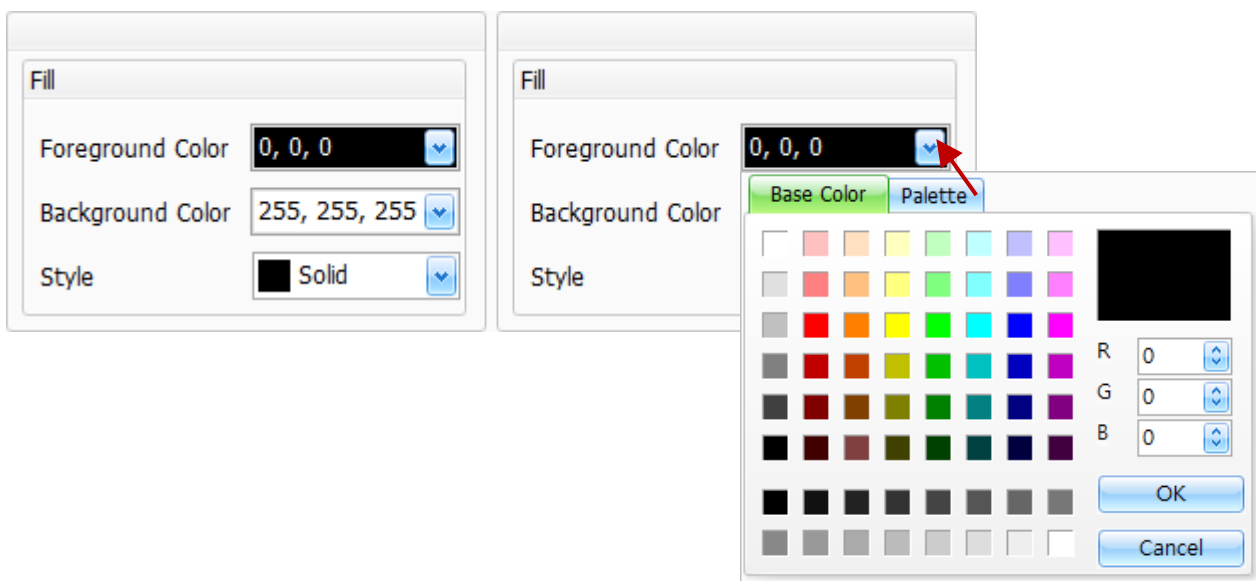 Fill
Foreground Color 0, 0, 0
Background Color 255, 255, 255
Style Solid
Fill
Foreground Color 0, 0, 0
Background Color
Style
Base Color Palette
R 0
G 0
B 0
OK
Cancel